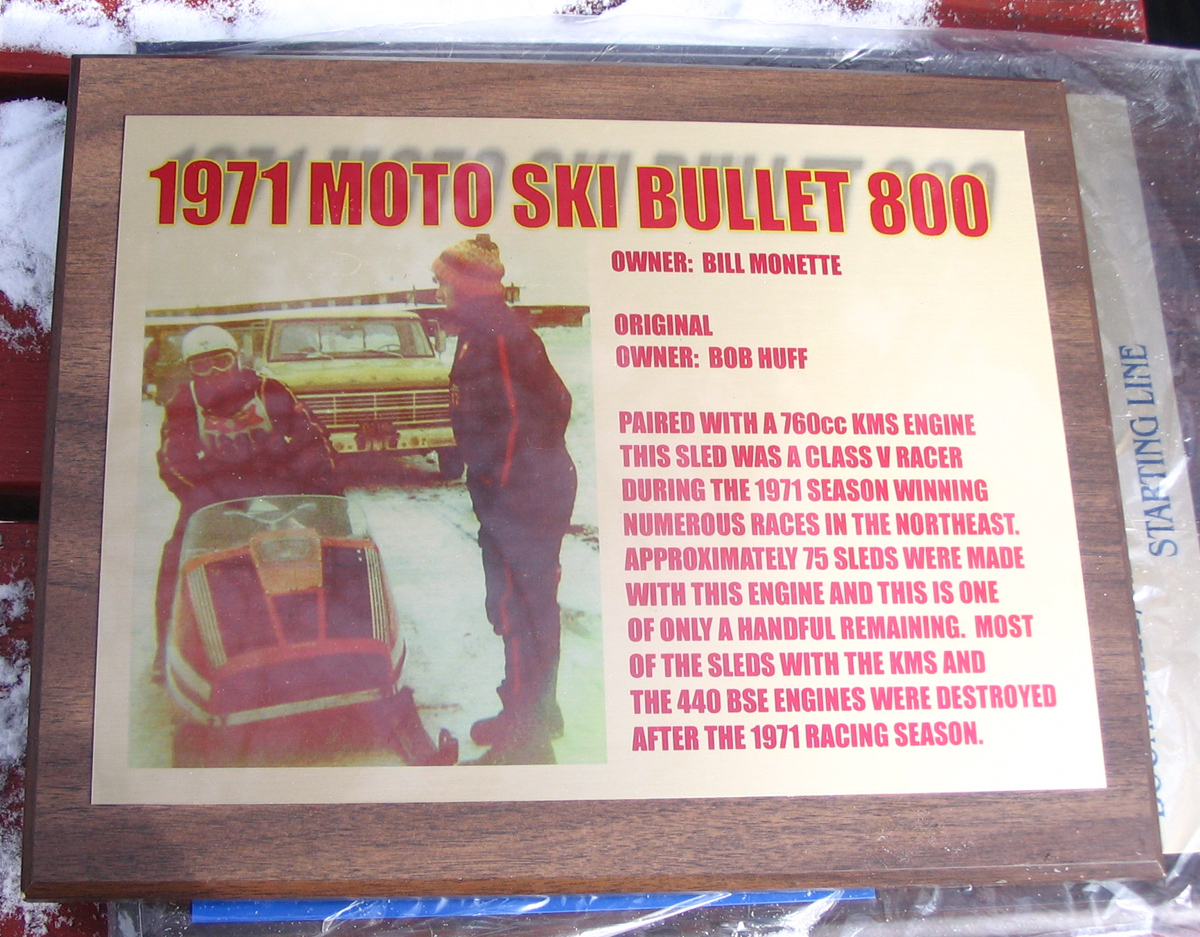 1971 MOTO SKI BULLET 800
OWNER: BILL MONETTE
ORIGINAL
OWNER: BOB HUFF
PAIRED WITH A 760cc KMS ENGINE
THIS SLED WAS A CLASS V RACER
DURING THE 1971 SEASON WINNING
NUMEROUS RACES IN THE NORTHEAST.
APPROXIMATELY 75 SLEDS WERE MADE
WITH THIS ENGINE AND THIS IS ONE
OF ONLY A HANDFUL REMAINING. MOST
OF THE SLEDS WITH THE KMS AND
THE 440 BSE ENGINES WERE DESTROYED
AFTER THE 1971 RACING SEASON.
STARTING LINE